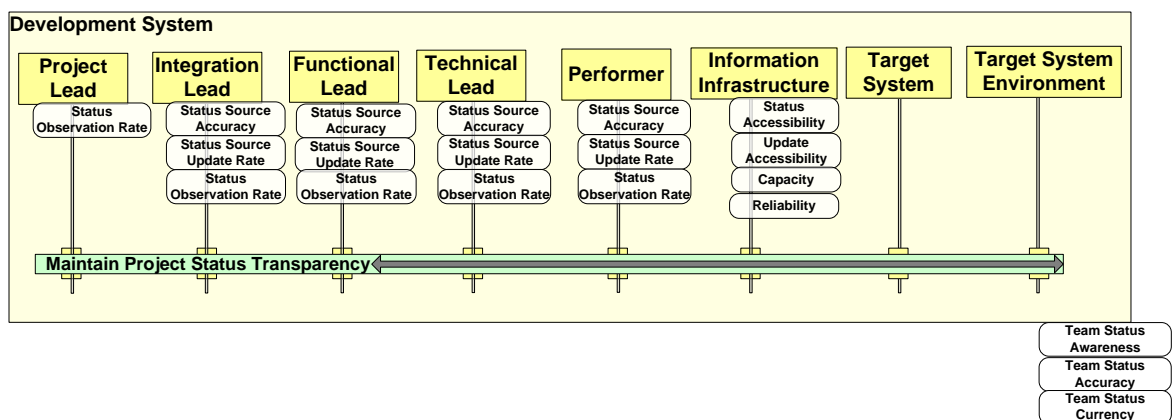 Development System
Project
Lead
Integration
Lead
Functional
Lead
Technical
Lead
Performer
Information
Infrastructure
Target
System
Target System
Environment
Status
Observation Rate
Status Source
Accuracy
Status Source
Update Rate
Status
Observation Rate
Status Source
Accuracy
Status Source
Update Rate
Status
Observation Rate
Status Source
Accuracy
Status Source
Update Rate
Status
Observation Rate
Status Source
Accuracy
Status Source
Update Rate
Status
Observation Rate
Status
Accessibility
Update
Accessibility
Capacity
Reliability
Maintain Project Status Transparency
Team Status
Awareness
Team Status
Accuracy
Team Status
Currency